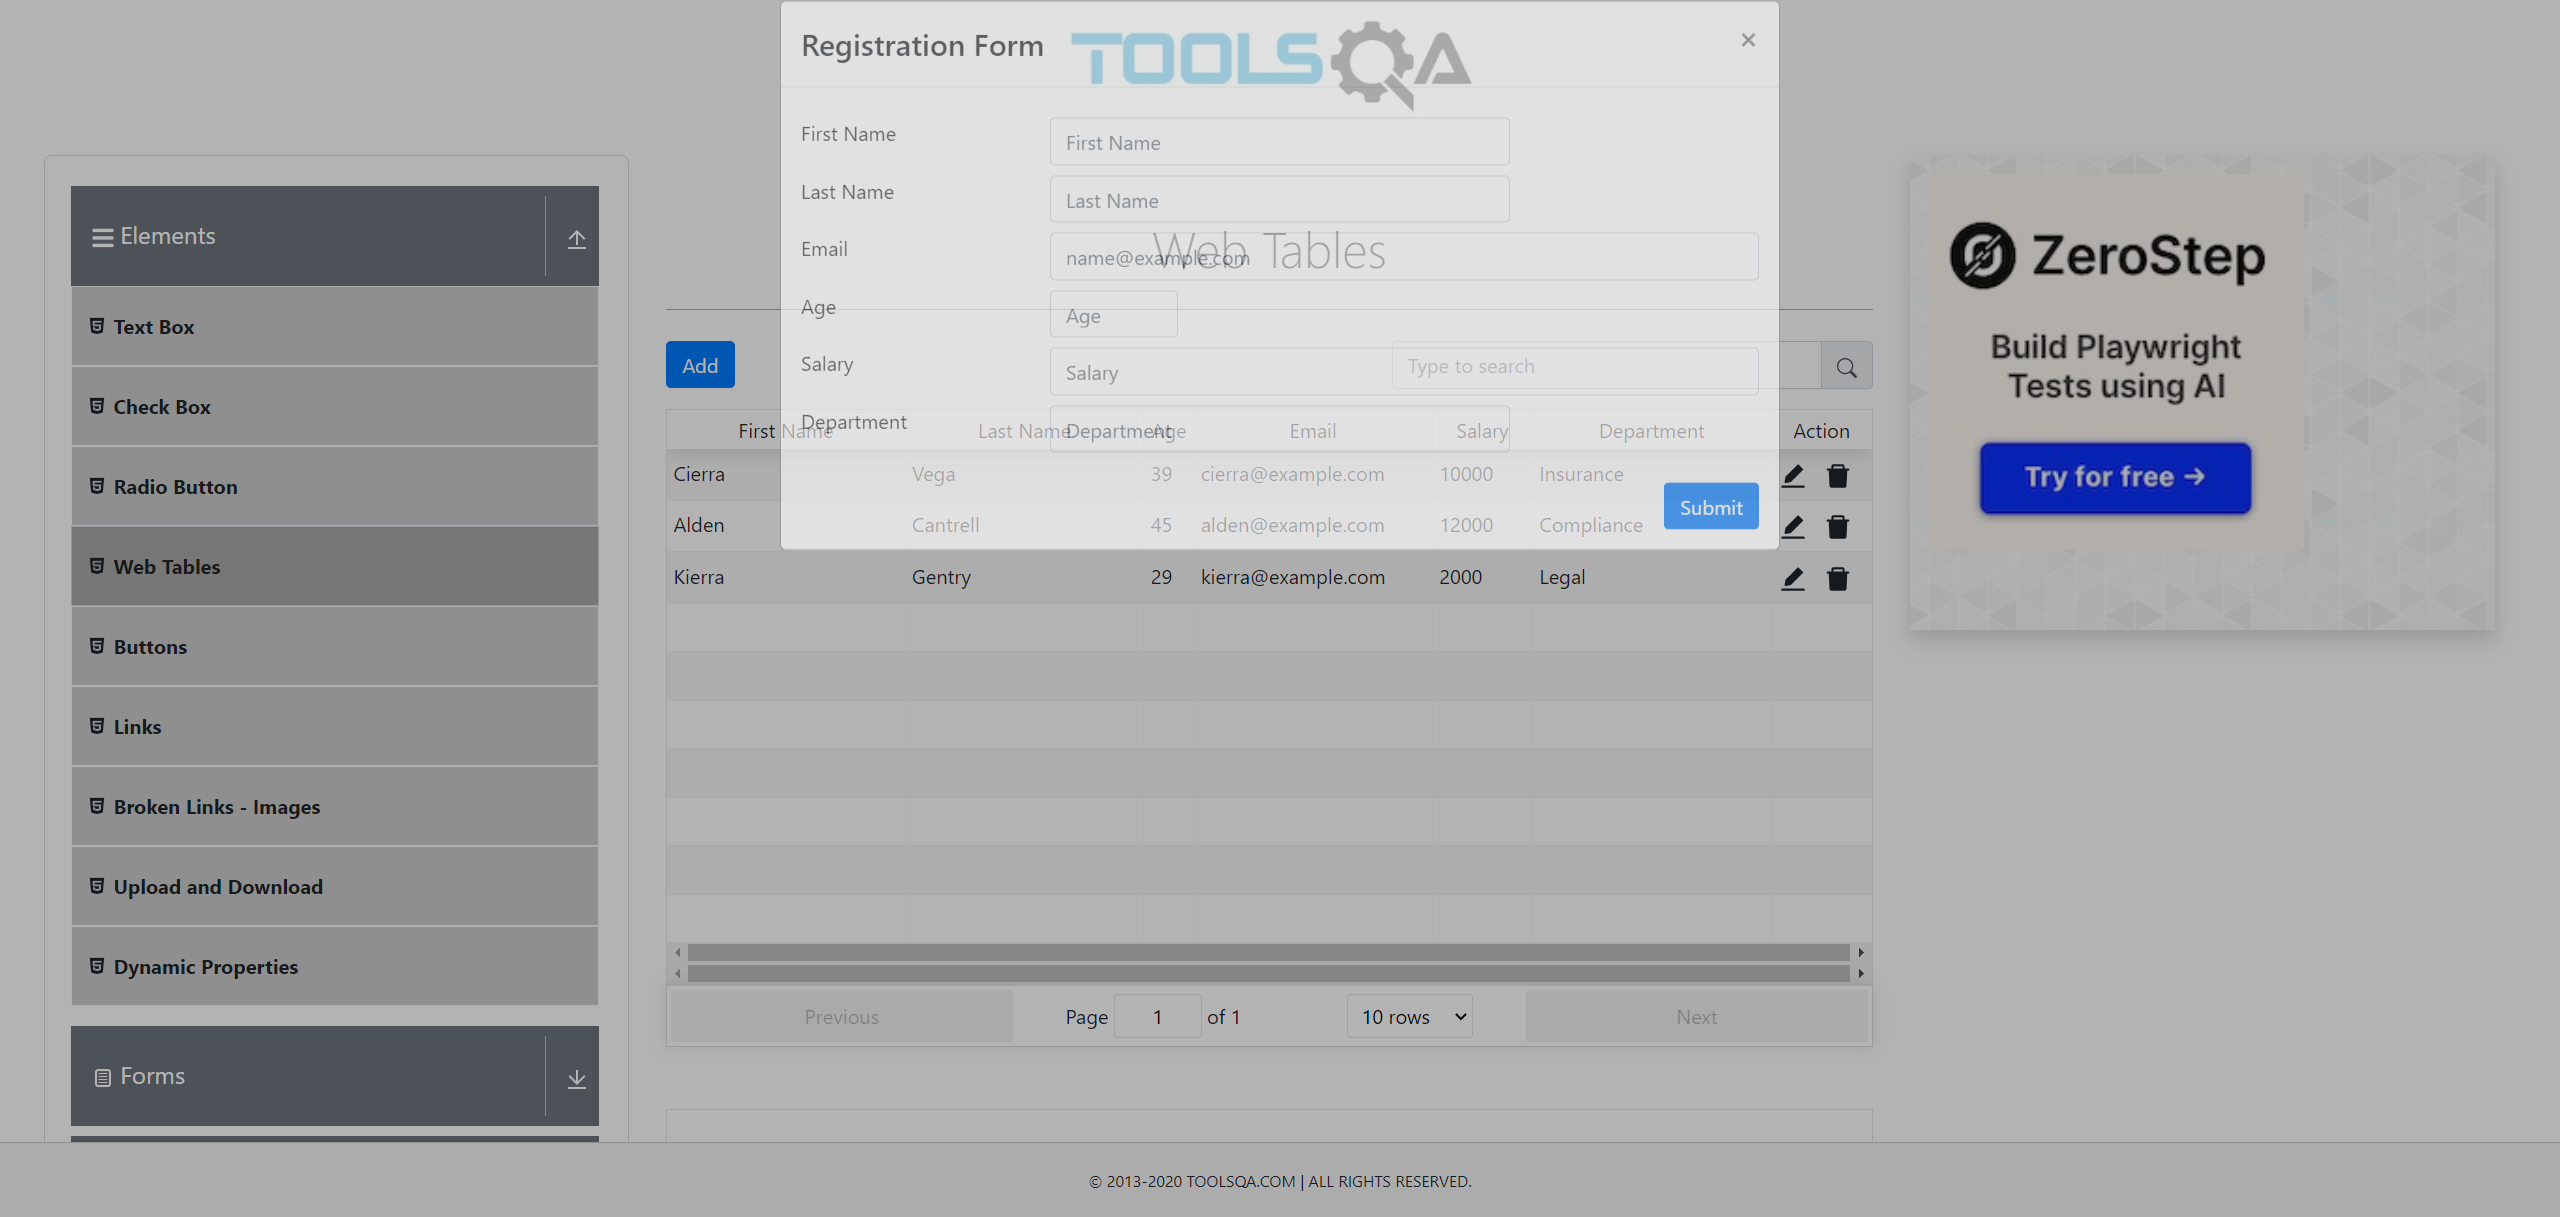 Registration Form
TOOLSQA
×
First Name
First Name
Last Name
Last Name
Email
name@example.com
Web Tables
Age
Age
Salary
Salary
Type to search
Department
Department
Submit
Elements
Text Box
Check Box
Radio Button
Web Tables
Buttons
Links
Broken Links - Images
Upload and Download
Dynamic Properties
Forms
Add
First Name Last Name Age Email Salary Department Action
Cierra Vega 39 cierra@example.com 10000 Insurance
Alden Cantrell 45 alden@example.com 12000 Compliance
Kierra Gentry 29 kierra@example.com 2000 Legal
Previous
Page 1 of 1
10 rows
Next
ZeroStep
Build Playwright
Tests using AI
Try for free →
© 2013-2020 TOOLSQA.COM | ALL RIGHTS RESERVED.